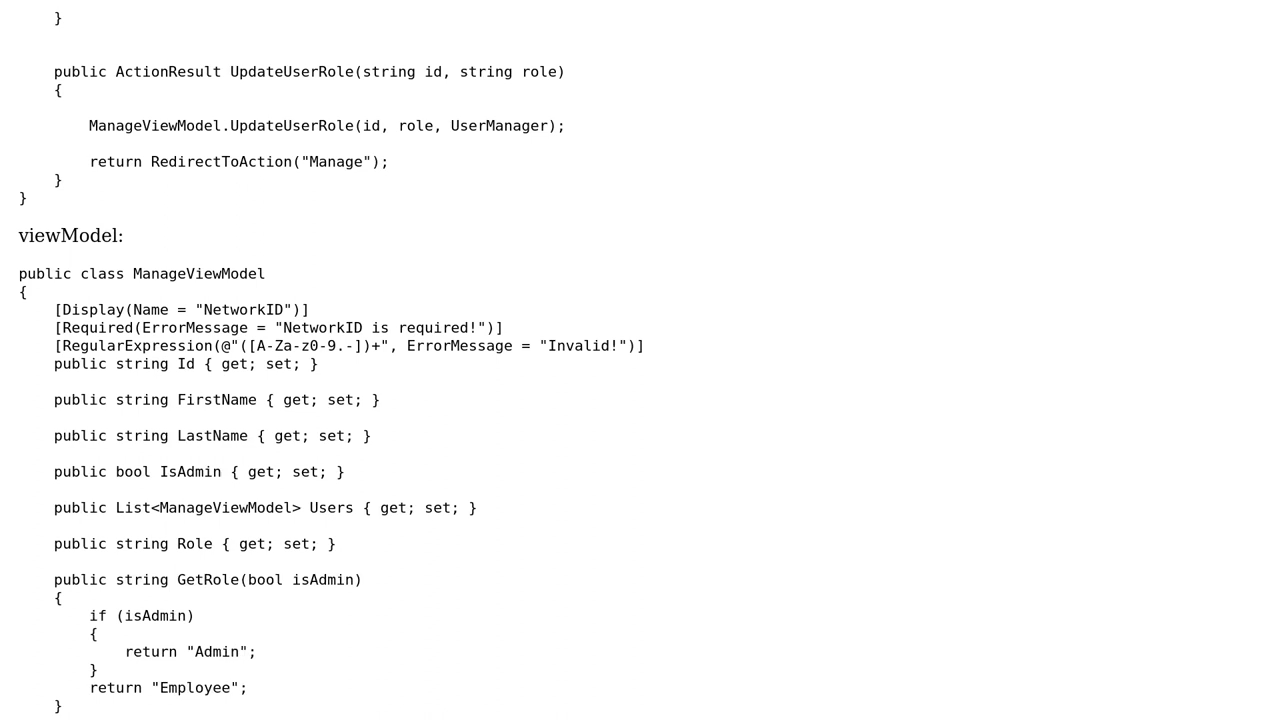 }
public ActionResult UpdateUserRole(string id, string role)
{
ManageViewModel.UpdateUserRole(id, role, UserManager);
return RedirectToAction("Manage");
}
}
viewModel:
public class ManageViewModel
{
[Display(Name = "NetworkID")]
[Required(ErrorMessage = "NetworkID is required!")]
[RegularExpression(@"([A-Za-z0-9.-])+", ErrorMessage = "Invalid!")]
public string Id { get; set; }
public string FirstName { get; set; }
public string LastName { get; set; }
public bool IsAdmin { get; set; }
public List<ManageViewModel> Users { get; set; }
public string Role { get; set; }
public string GetRole(bool isAdmin)
{
if (isAdmin)
{
return "Admin";
}
return "Employee";
}